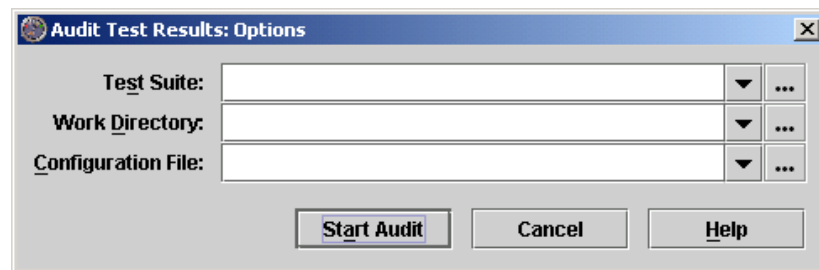 Audit Test Results: Options
Test Suite:
...
Work Directory:
...
Configuration File:
...
Start Audit Cancel Help